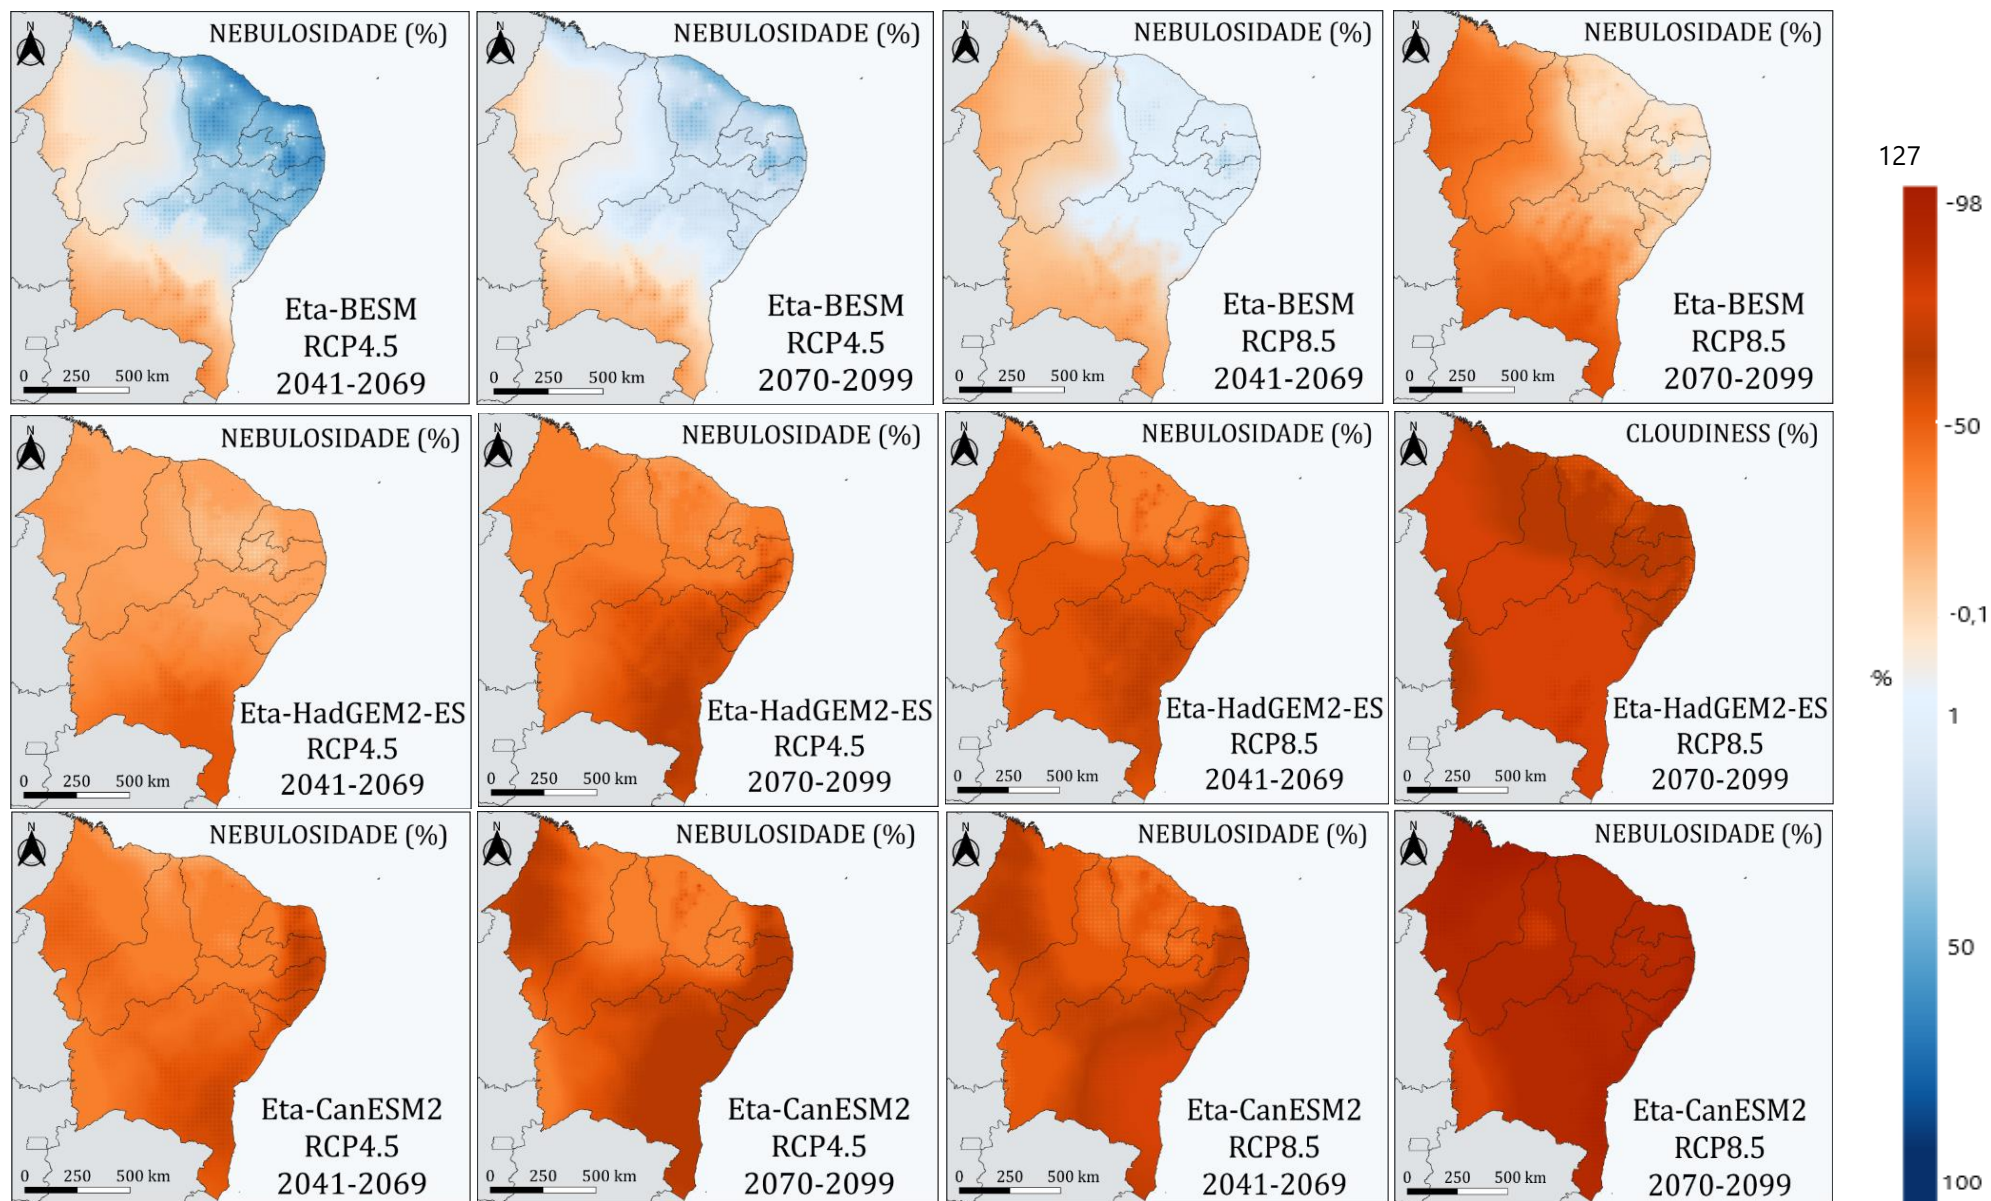 N
NEBULOSIDADE (%)
Eta-BESM
RCP4.5
2041-2069
0 250 500 km
N
NEBULOSIDADE (%)
Eta-BESM
RCP4.5
2070-2099
0 250 500 km
N
NEBULOSIDADE (%)
Eta-BESM
RCP8.5
2041-2069
0 250 500 km
N
NEBULOSIDADE (%)
Eta-BESM
RCP8.5
2070-2099
0 250 500 km
N
NEBULOSIDADE (%)
Eta-HadGEM2-ES
RCP4.5
2041-2069
0 250 500 km
N
NEBULOSIDADE (%)
Eta-HadGEM2-ES
RCP4.5
2070-2099
0 250 500 km
N
NEBULOSIDADE (%)
Eta-HadGEM2-ES
RCP8.5
2041-2069
0 250 500 km
N
CLOUDINESS (%)
Eta-HadGEM2-ES
RCP8.5
2070-2099
0 250 500 km
N
NEBULOSIDADE (%)
Eta-CanESM2
RCP4.5
2041-2069
0 250 500 km
N
NEBULOSIDADE (%)
Eta-CanESM2
RCP4.5
2070-2099
0 250 500 km
N
NEBULOSIDADE (%)
Eta-CanESM2
RCP8.5
2041-2069
0 250 500 km
N
NEBULOSIDADE (%)
Eta-CanESM2
RCP8.5
2070-2099
0 250 500 km
127
-98
-50
-0,1
%
1
50
100